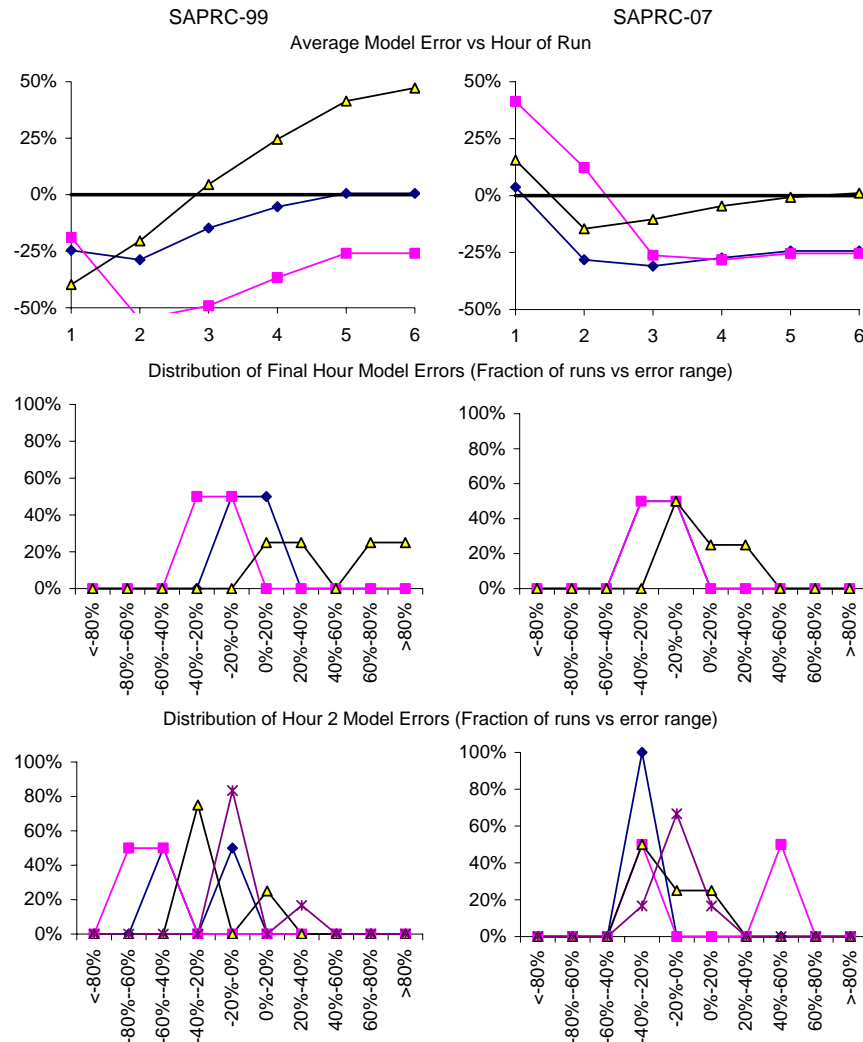 SAPRC-99 SAPRC-07
Average Model Error vs Hour of Run
50% 50%
25% 25%
0% 0%
-25% -25%
-50% -50%
1 2 3 4 5 6 1 2 3 4 5 6
Distribution of Final Hour Model Errors (Fraction of runs vs error range)
100% 100%
80% 80%
60% 60%
40% 40%
20% 20%
0% 0%
<-80% -80%--60% -60%--40% -40%--20% -20%-0% 0%-20% 20%-40% 40%-60% 60%-80% >80% <-80% -80%--60% -60%--40% -40%--20% -20%-0% 0%-20% 20%-40% 40%-60% 60%-80% >80%
Distribution of Hour 2 Model Errors (Fraction of runs vs error range)
100% 100%
80% 80%
60% 60%
40% 40%
20% 20%
0% 0%
<-80% -80%--60% -60%--40% -40%--20% -20%-0% 0%-20% 20%-40% 40%-60% 60%-80% >80% <-80% -80%--60% -60%--40% -40%--20% -20%-0% 0%-20% 20%-40% 40%-60% 60%-80% >80%